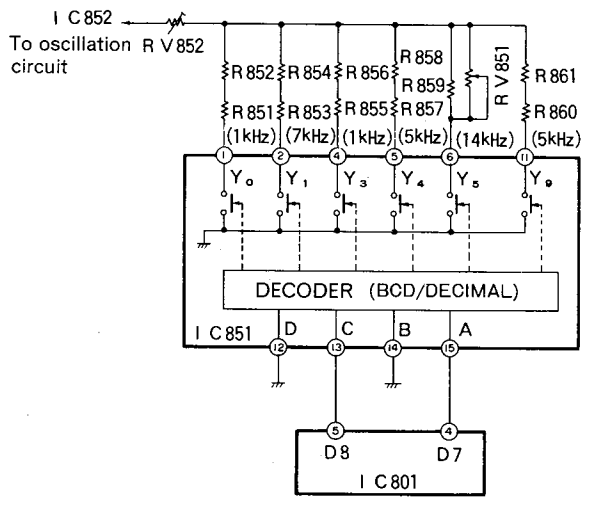 I C852
To oscillation R V852
circuit
R852 R854 R856 R858 R859 R V851 R861
R851 R853 R855 R857 R860
(1kHz) (7kHz) (1kHz) (5kHz) (14kHz) (5kHz)
1 2 4 5 6 11
Y0 Y1 Y3 Y4 Y5 Y9
DECODER (BCD/DECIMAL)
D C B A
I C851
12 13 14 15
5 4
D8 D7
I C801